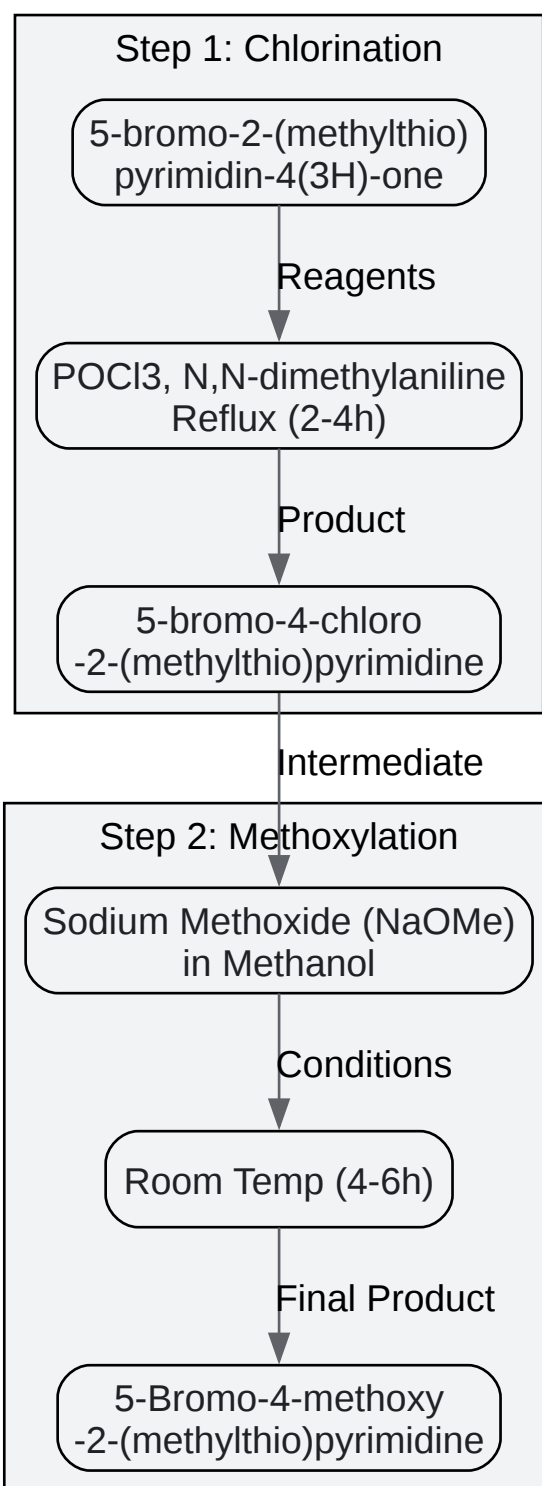 Step 1: Chlorination
5-bromo-2-(methylthio)
pyrimidin-4(3H)-one
Reagents
POCl3, N,N-dimethylaniline
Reflux (2-4h)
Product
5-bromo-4-chloro
-2-(methylthio)pyrimidine
Intermediate
Step 2: Methoxylation
Sodium Methoxide (NaOMe)
in Methanol
Conditions
Room Temp (4-6h)
Final Product
5-Bromo-4-methoxy
-2-(methylthio)pyrimidine